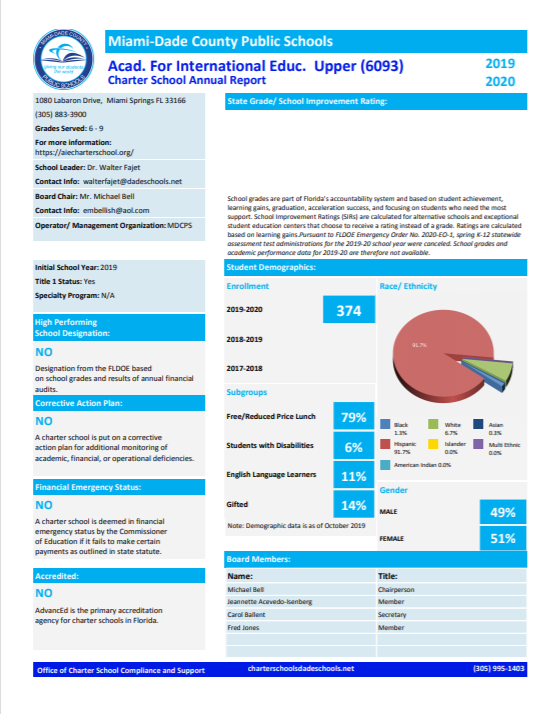 MIAMI-DADE COUNTY
giving our students
the world
PUBLIC SCHOOLS
Miami-Dade County Public Schools
Acad. For International Educ. Upper (6093)
Charter School Annual Report
2019
2020
1080 Labaron Drive, Miami Springs FL 33166
(305) 883-3900
Grades Served: 6 - 9
For more information:
https://aiecharterschool.org/
School Leader: Dr. Walter Fajet
Contact Info: walterfajet@dadeschools.net
Board Chair: Mr. Michael Bell
Contact Info: embellish@aol.com
Operator/ Management Organization: MDCPS
State Grade/ School Improvement Rating:
School grades are part of Florida's accountability system and based on student achievement,
learning gains, graduation, acceleration success, and focusing on students who need the most
support. School Improvement Ratings (SIRs) are calculated for alternative schools and exceptional
student education centers that choose to receive a rating instead of a grade. Ratings are calculated
based on learning gains.Pursuant to FLDOE Emergency Order No. 2020-EO-1, spring K-12 statewide
assessment test administrations for the 2019-20 school year were canceled. School grades and
academic performance data for 2019-20 are therefore not available.
Initial School Year: 2019
Title 1 Status: Yes
Specialty Program: N/A
High Performing
School Designation:
NO
Designation from the FLDOE based
on school grades and results of annual financial
audits.
Corrective Action Plan:
NO
A charter school is put on a corrective
action plan for additional monitoring of
academic, financial, or operational deficiencies.
Financial Emergency Status:
NO
A charter school is deemed in financial
emergency status by the Commissioner
of Education if it fails to make certain
payments as outlined in state statute.
Accredited:
NO
AdvancEd is the primary accreditation
agency for charter schools in Florida.
Student Demographics:
Enrollment
2019-2020 374
2018-2019
2017-2018
Subgroups
Free/Reduced Price Lunch 79%
Students with Disabilities 6%
English Language Learners 11%
Gifted 14%
Note: Demographic data is as of October 2019
Race/ Ethnicity
91.7%
Black White Asian
1.3% 6.7% 0.3%
Hispanic Islander Multi Ethnic
91.7% 0.0% 0.0%
American Indian 0.0%
Gender
MALE 49%
FEMALE 51%
Board Members:
Name: Title:
Michael Bell Chairperson
Jeannette Acevedo-Isenberg Member
Carol Ballent Secretary
Fred Jones Member
Office of Charter School Compliance and Support charterschoolsdadeschools.net (305) 995-1403